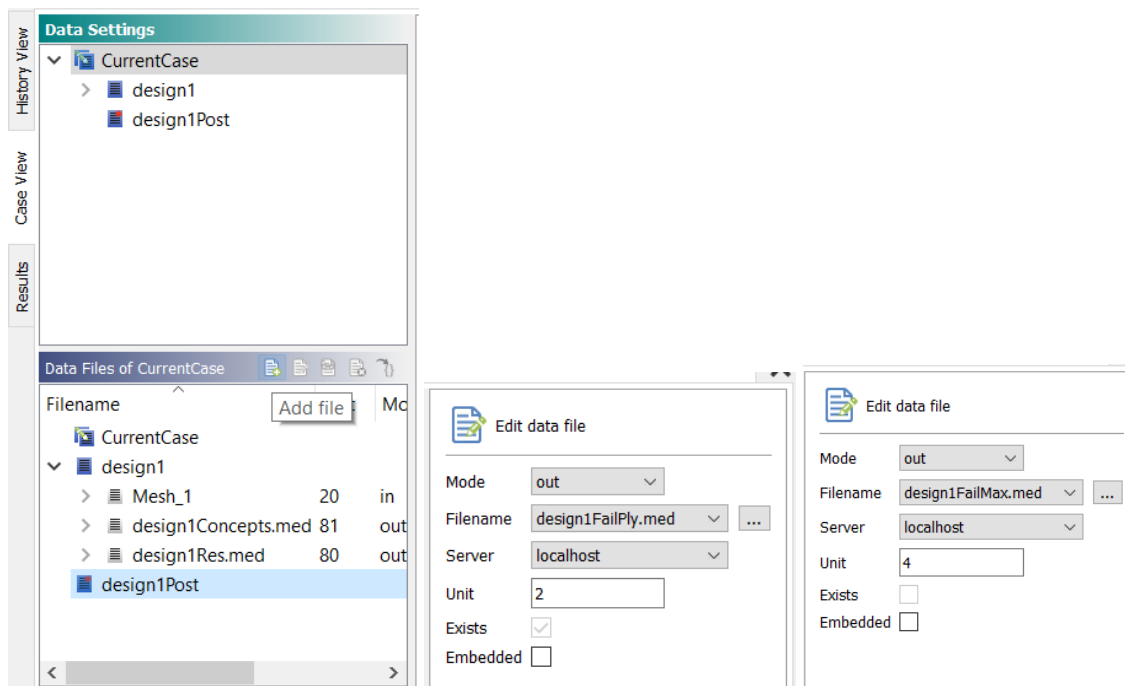 History View
Case View
Results
Data Settings
CurrentCase
design1
design1Post
Data Files of CurrentCase
Filename
Add file
CurrentCase
design1
Mesh_1 20 in
design1Concepts.med 81 out
design1Res.med 80 out
design1Post
Edit data file
Mode out
Filename design1FailPly.med ...
Server localhost
Unit 2
Exists
Embedded
Edit data file
Mode out
Filename design1FailMax.med ...
Server localhost
Unit 4
Exists
Embedded